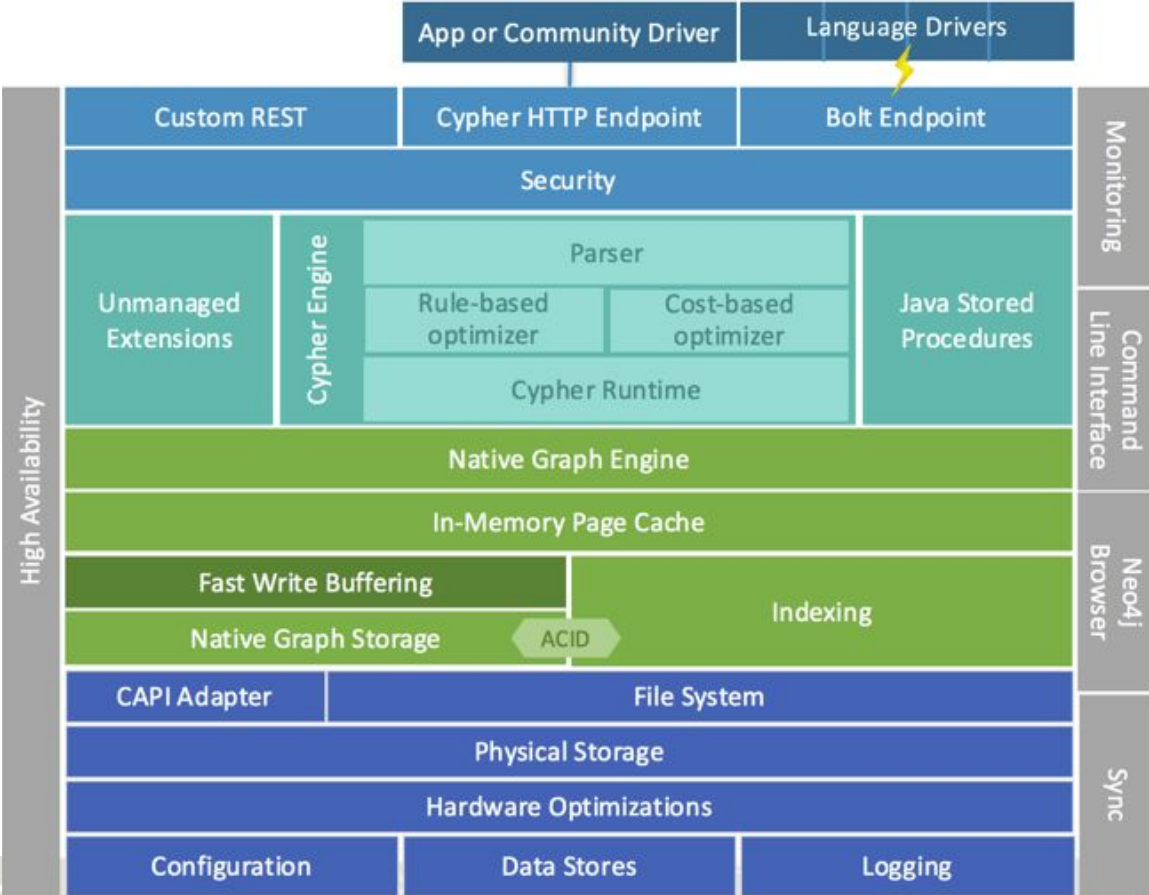 App or Community Driver
Language Drivers
Custom REST
Cypher HTTP Endpoint
Bolt Endpoint
Security
Unmanaged
Extensions
Cypher Engine
Parser
Rule-based
optimizer
Cost-based
optimizer
Cypher Runtime
Java Stored
Procedures
Native Graph Engine
In-Memory Page Cache
Fast Write Buffering
Native Graph Storage
ACID
Indexing
CAPI Adapter
File System
Physical Storage
Hardware Optimizations
Configuration
Data Stores
Logging
High Availability
Monitoring
Command
Line Interface
Neo4j
Browser
Sync